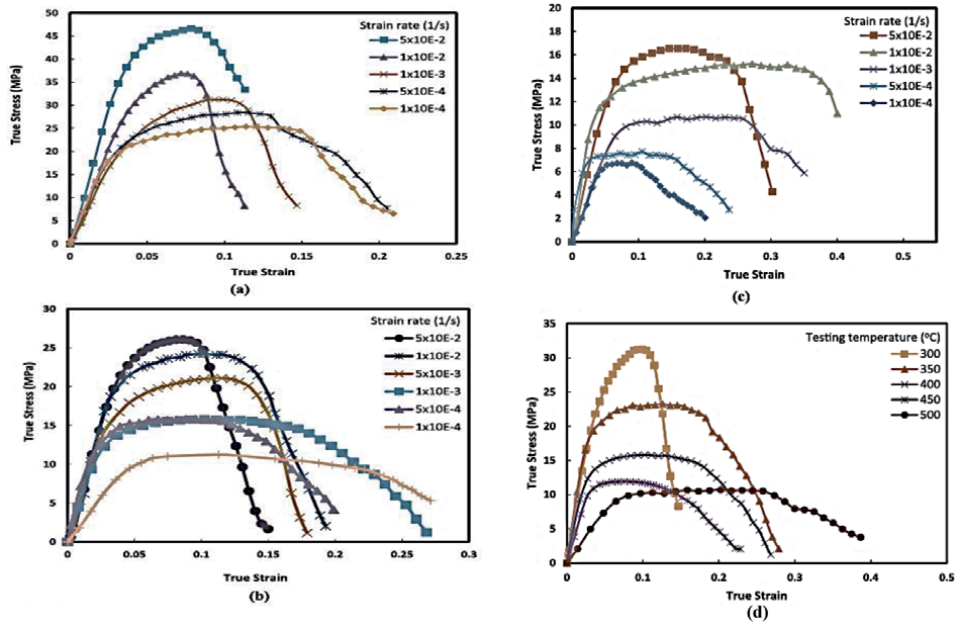 50
45
40
35
30
25
20
15
10
5
0
True Stress (MPa)
Strain rate (1/s)
5x10E-2
1x10E-2
1x10E-3
5x10E-4
1x10E-4
0 0.05 0.1 0.15 0.2 0.25
True Strain
(a)
20
18
16
14
12
10
8
6
4
2
0
True Stress (MPa)
Strain rate (1/s)
5x10E-2
1x10E-2
1x10E-3
5x10E-4
1x10E-4
0 0.1 0.2 0.3 0.4 0.5
True Strain
(c)
30
25
20
15
10
5
0
True Stress (MPa)
Strain rate (1/s)
5x10E-2
1x10E-2
5x10E-3
1x10E-3
5x10E-4
1x10E-4
0 0.05 0.1 0.15 0.2 0.25 0.3
True Strain
(b)
35
30
25
20
15
10
5
0
True Stress (MPa)
Testing temperature (ºC)
300
350
400
450
500
0 0.1 0.2 0.3 0.4 0.5
True Strain
(d)